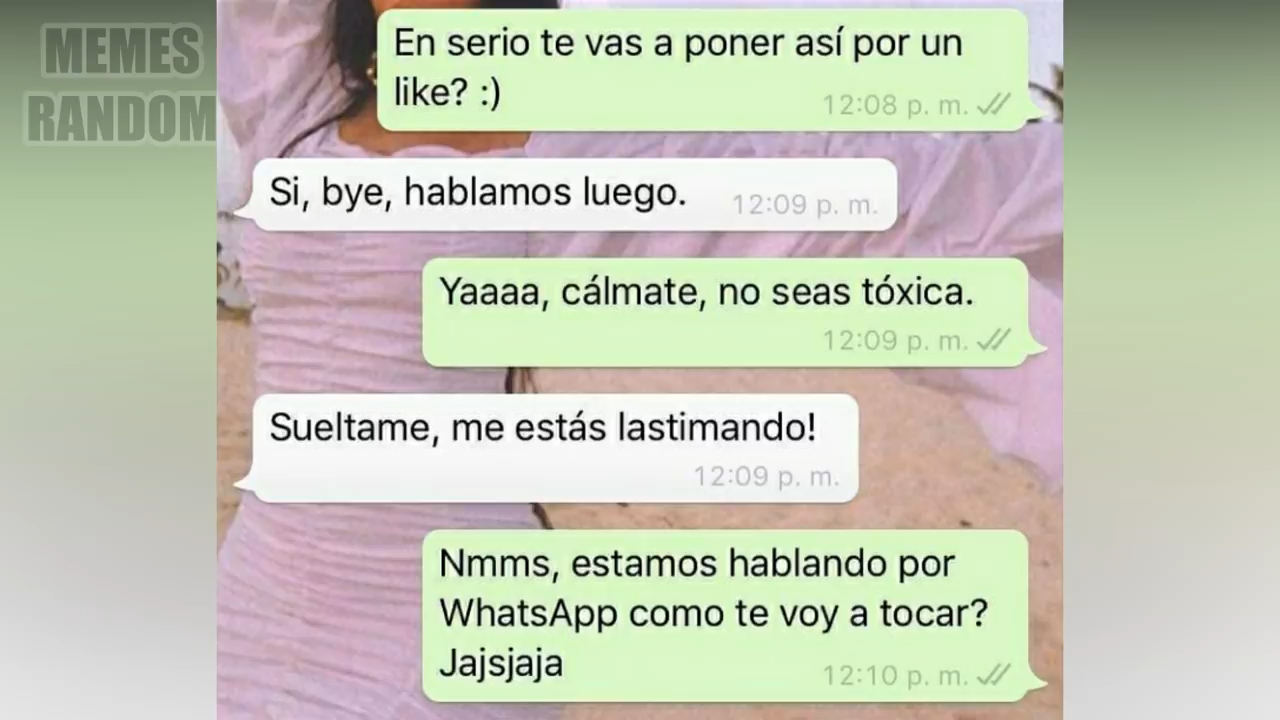 MEMES
RANDOM
En serio te vas a poner así por un
like? :)
12:08 p. m.
Si, bye, hablamos luego.
12:09 p. m.
Yaaaa, cálmate, no seas tóxica.
12:09 p. m.
Sueltame, me estás lastimando!
12:09 p. m.
Nmms, estamos hablando por
WhatsApp como te voy a tocar?
Jajsjaja
12:10 p. m.